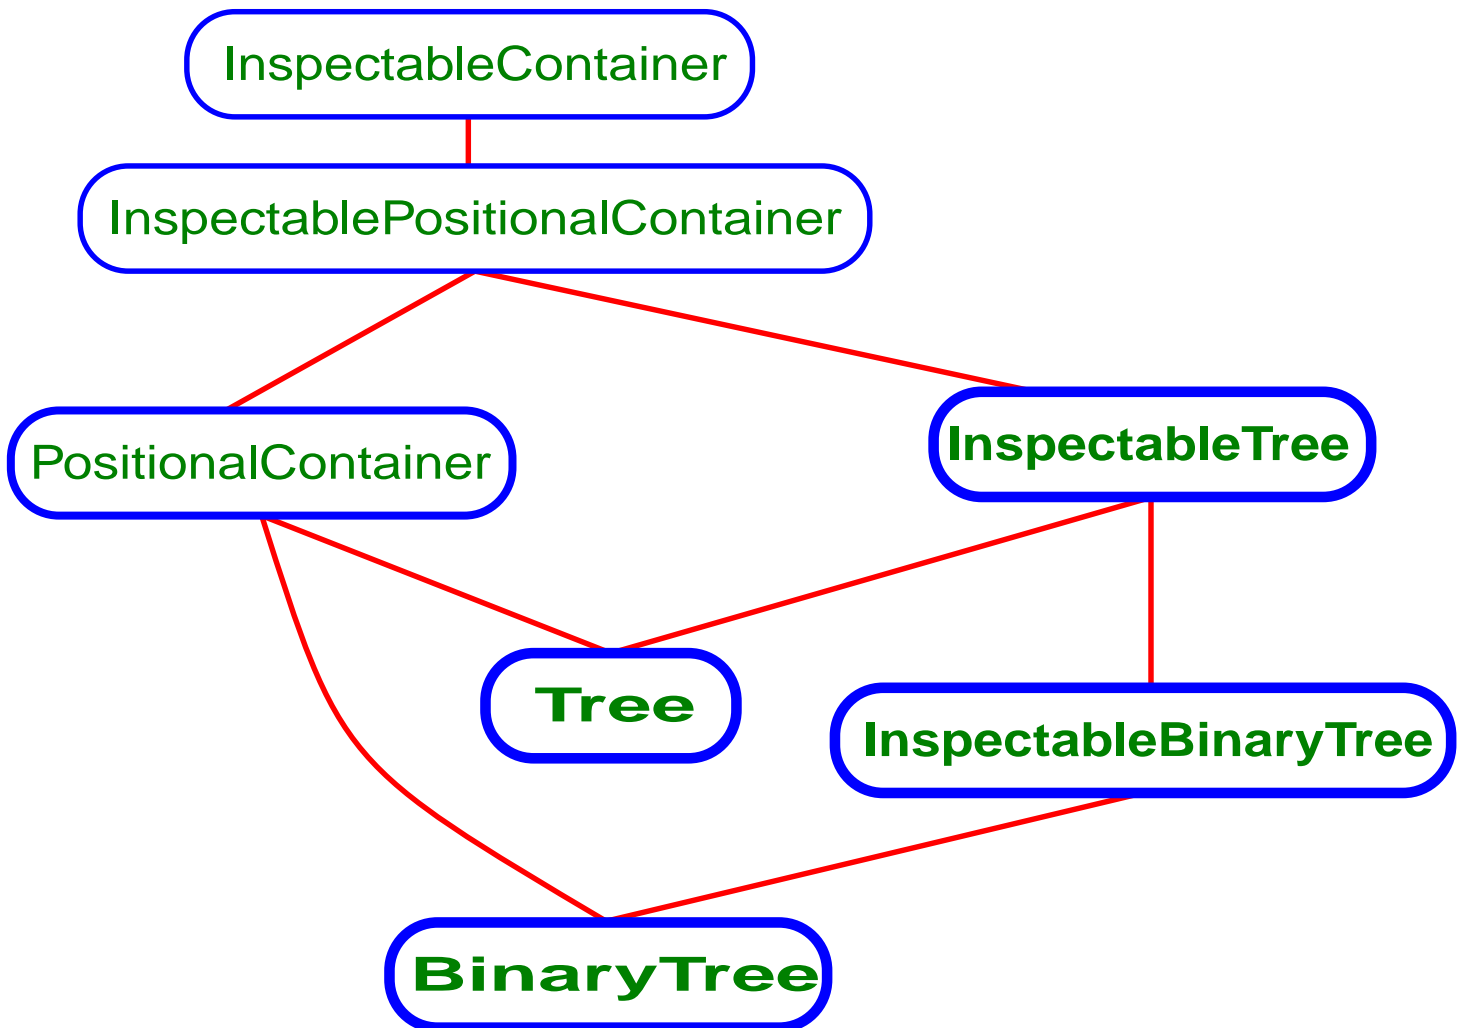 InspectableContainer
InspectablePositionalContainer
PositionalContainer
InspectableTree
Tree
InspectableBinaryTree
BinaryTree